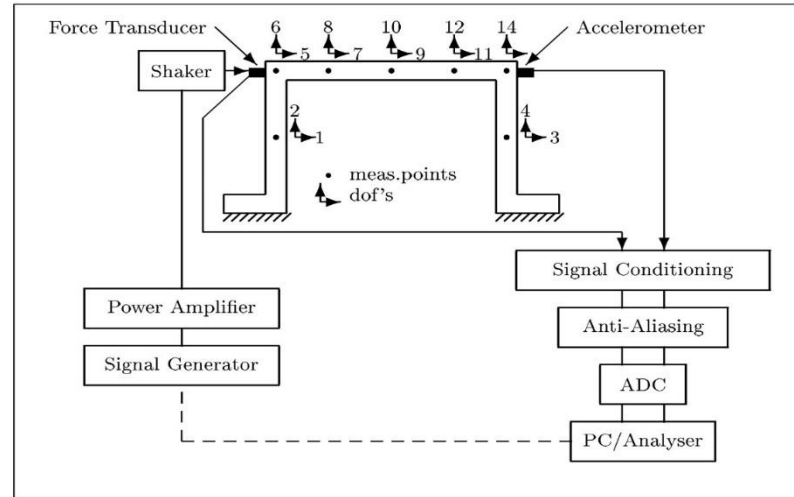 6 8 10 12 14
Force Transducer
Accelerometer
5 7 9 11
Shaker
2 4
1 3
meas.points
dof's
Signal Conditioning
Power Amplifier
Anti-Aliasing
Signal Generator
ADC
PC/Analyser